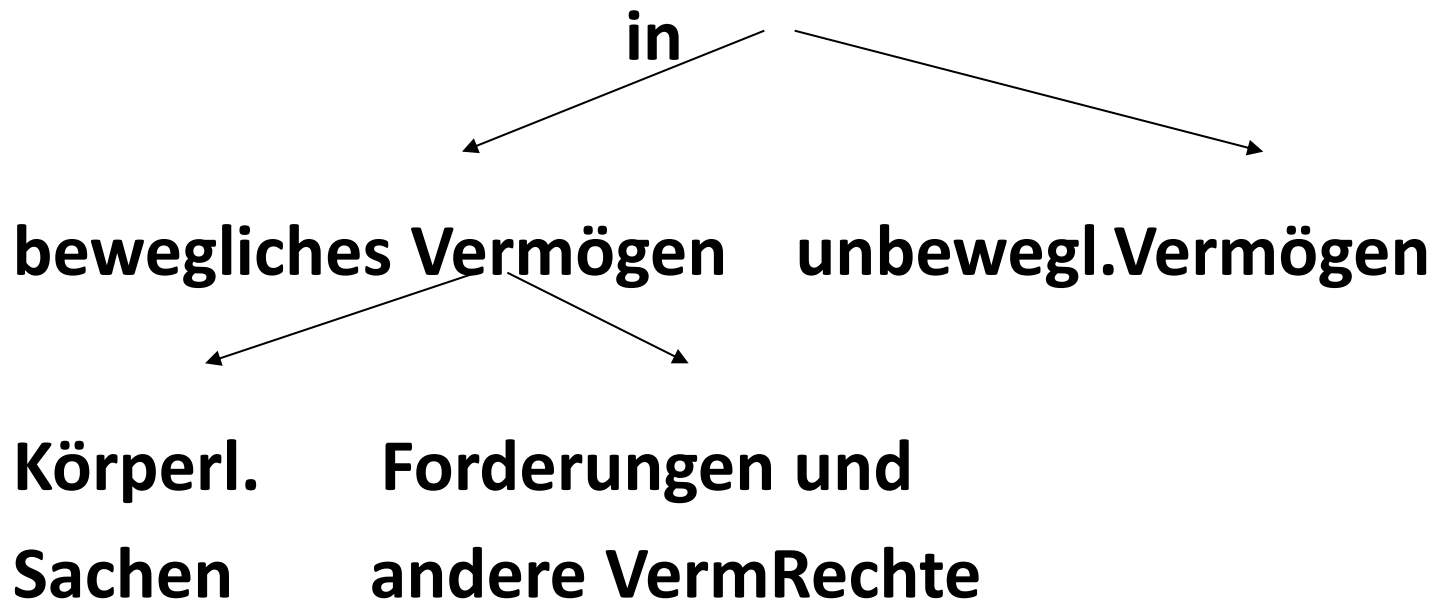 in
bewegliches Vermögen unbewegl.Vermögen
Körperl. Forderungen und
Sachen andere VermRechte